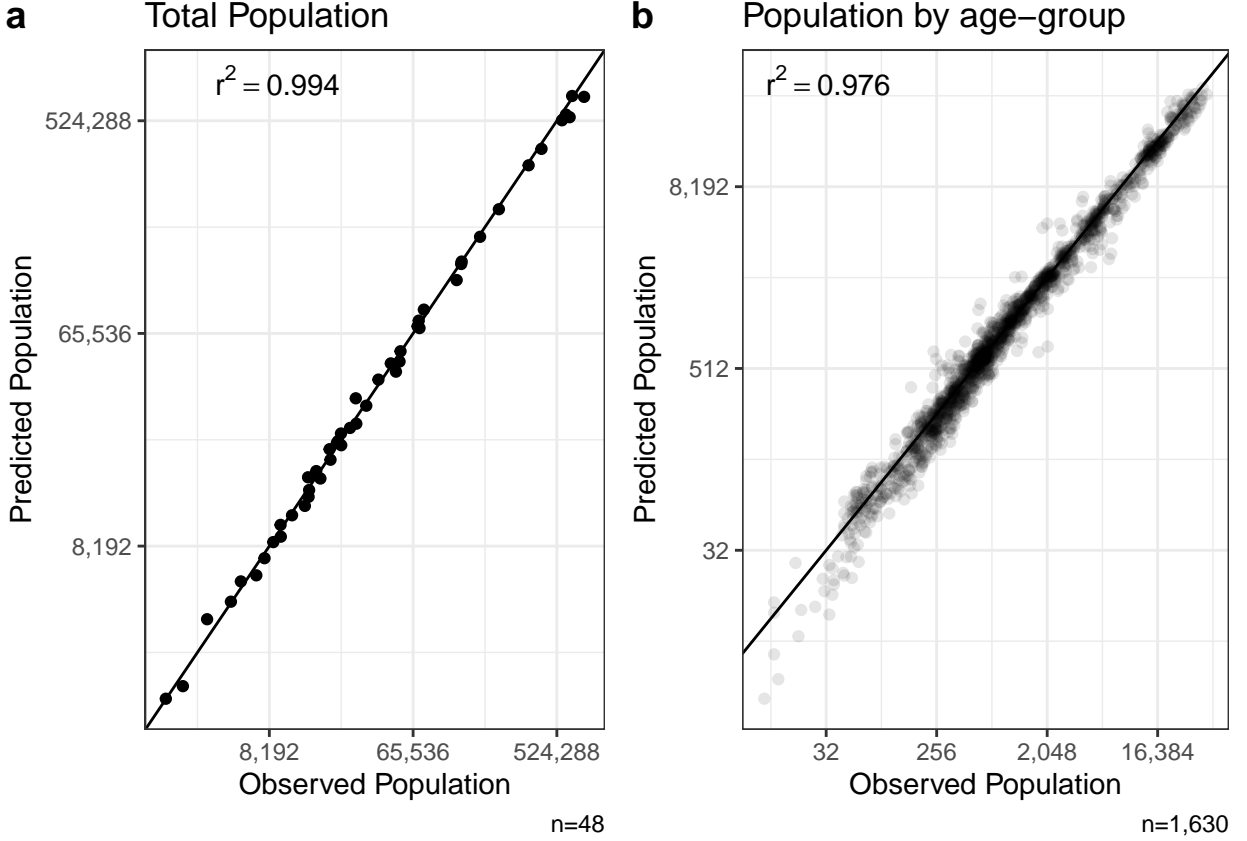 a Total Population
r² = 0.994
524,288
65,536
8,192
Predicted Population
8,192 65,536 524,288
Observed Population
n=48
b Population by age−group
r² = 0.976
8,192
512
32
Predicted Population
32 256 2,048 16,384
Observed Population
n=1,630